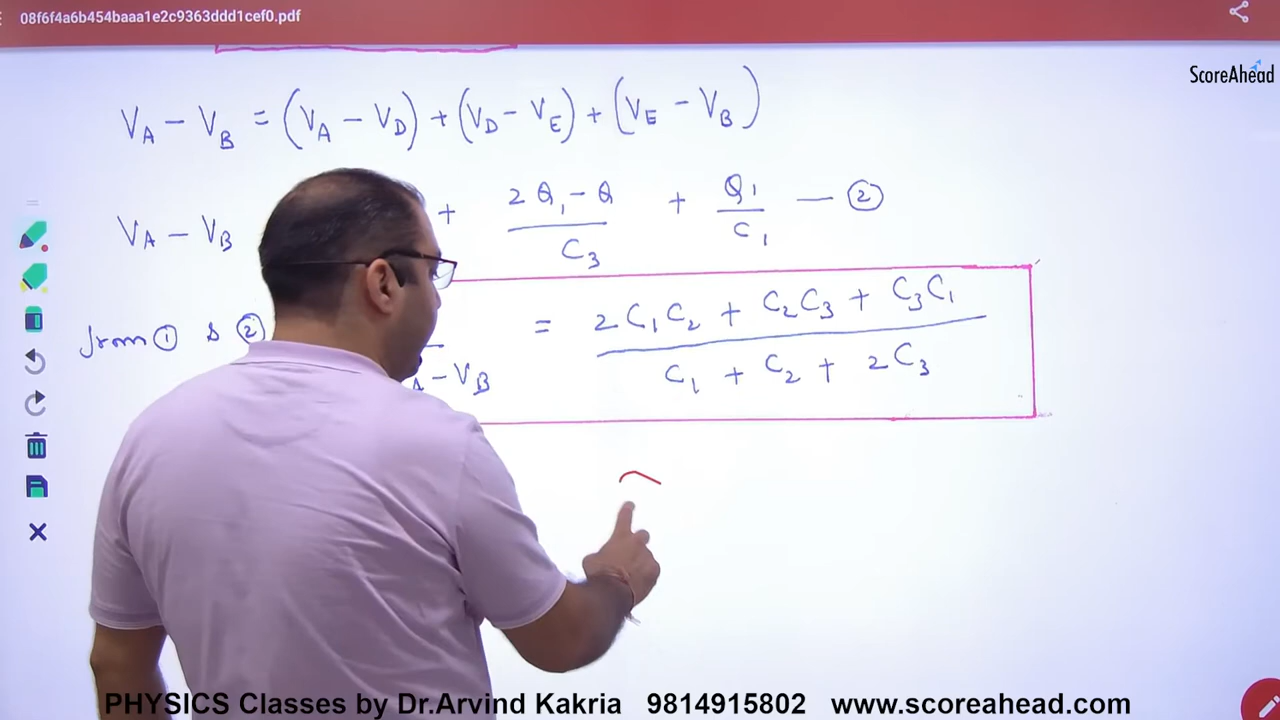 08f6f4a6b454baaa1e2c9363ddd1cef0.pdf
ScoreAhead
V_A − V_B = (V_A − V_D) + (V_D − V_E) + (V_E − V_B)
V_A − V_B + (2Q_1 − Q)/C_3 + Q_1/C_1 — ②
from ① & ② − V_B = (2C_1C_2 + C_2C_3 + C_3C_1)/(C_1 + C_2 + 2C_3)
PHYSICS Classes by Dr.Arvind Kakria 9814915802 www.scoreahead.com